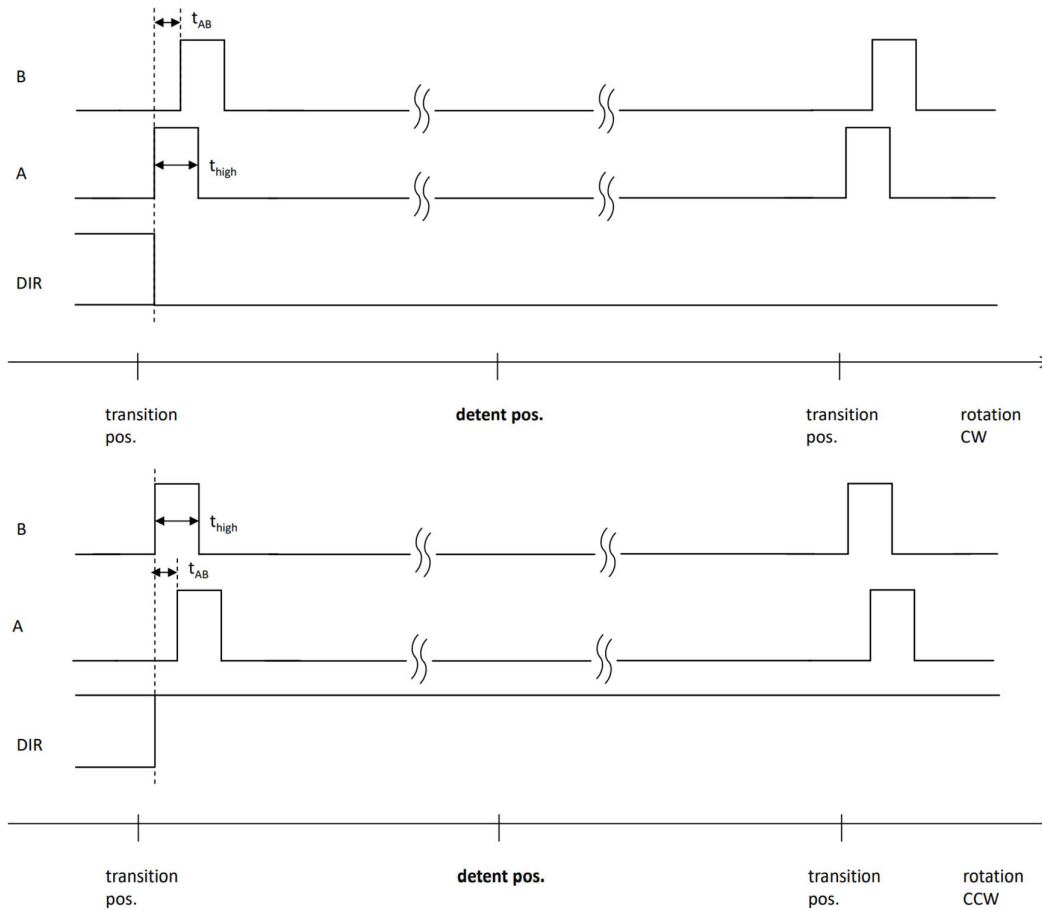 t_AB
B
A
t_high
DIR
transition
pos.
detent pos.
transition
pos.
rotation
CW
B
t_high
t_AB
A
DIR
transition
pos.
detent pos.
transition
pos.
rotation
CCW